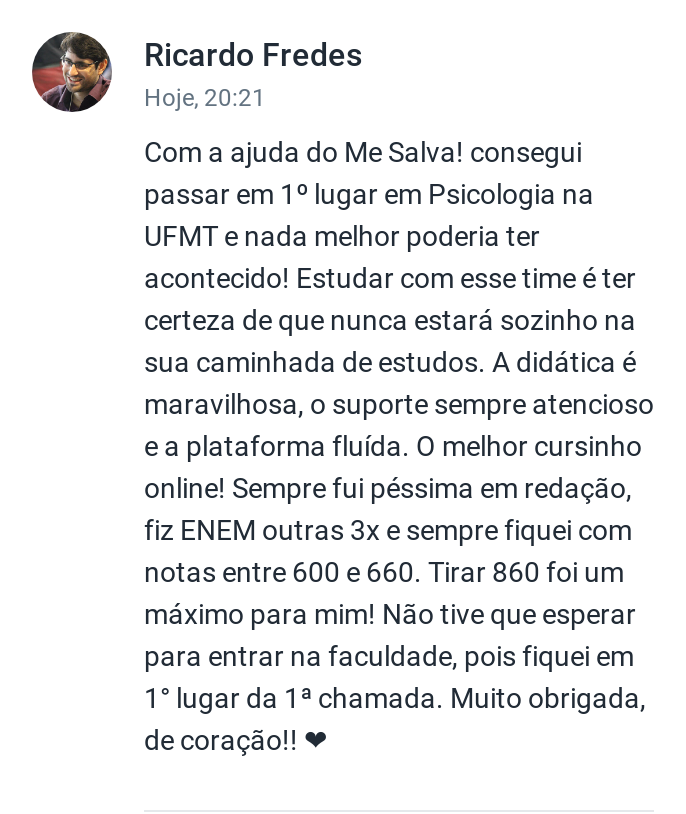 Ricardo Fredes
Hoje, 20:21
Com a ajuda do Me Salva! consegui
passar em 1º lugar em Psicologia na
UFMT e nada melhor poderia ter
acontecido! Estudar com esse time é ter
certeza de que nunca estará sozinho na
sua caminhada de estudos. A didática é
maravilhosa, o suporte sempre atencioso
e a plataforma fluída. O melhor cursinho
online! Sempre fui péssima em redação,
fiz ENEM outras 3x e sempre fiquei com
notas entre 600 e 660. Tirar 860 foi um
máximo para mim! Não tive que esperar
para entrar na faculdade, pois fiquei em
1° lugar da 1ª chamada. Muito obrigada,
de coração!! ❤